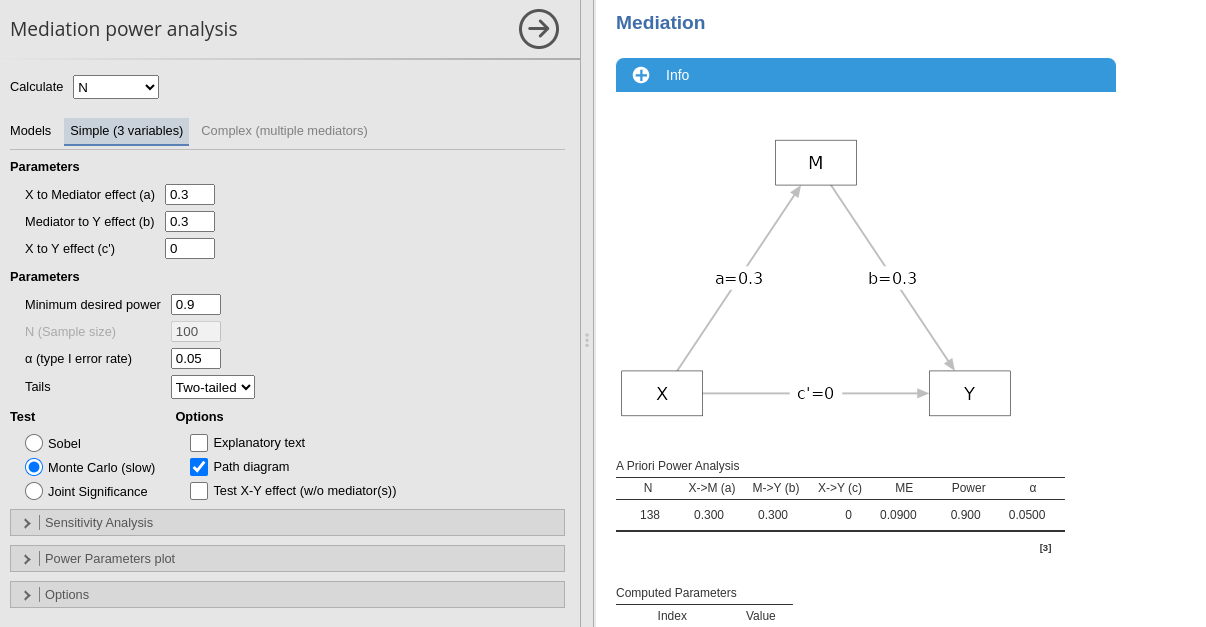 Mediation power analysis
Calculate N
Models Simple (3 variables) Complex (multiple mediators)
Parameters
X to Mediator effect (a) 0.3
Mediator to Y effect (b) 0.3
X to Y effect (c') 0
Parameters
Minimum desired power 0.9
N (Sample size) 100
α (type I error rate) 0.05
Tails Two-tailed
Test Options
Sobel Explanatory text
Monte Carlo (slow) Path diagram
Joint Significance Test X-Y effect (w/o mediator(s))
Sensitivity Analysis
Power Parameters plot
Options
Mediation
Info
M
a=0.3 b=0.3
X c'=0 Y
A Priori Power Analysis
N X->M (a) M->Y (b) X->Y (c) ME Power α
138 0.300 0.300 0 0.0900 0.900 0.0500
[3]
Computed Parameters
Index Value